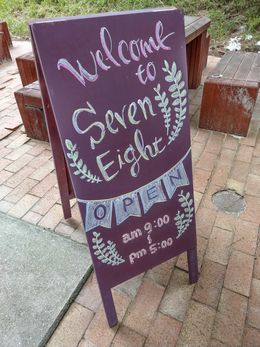 Welcome
to
Seven
Eight
OPEN
am 9:00
&
pm 5:00